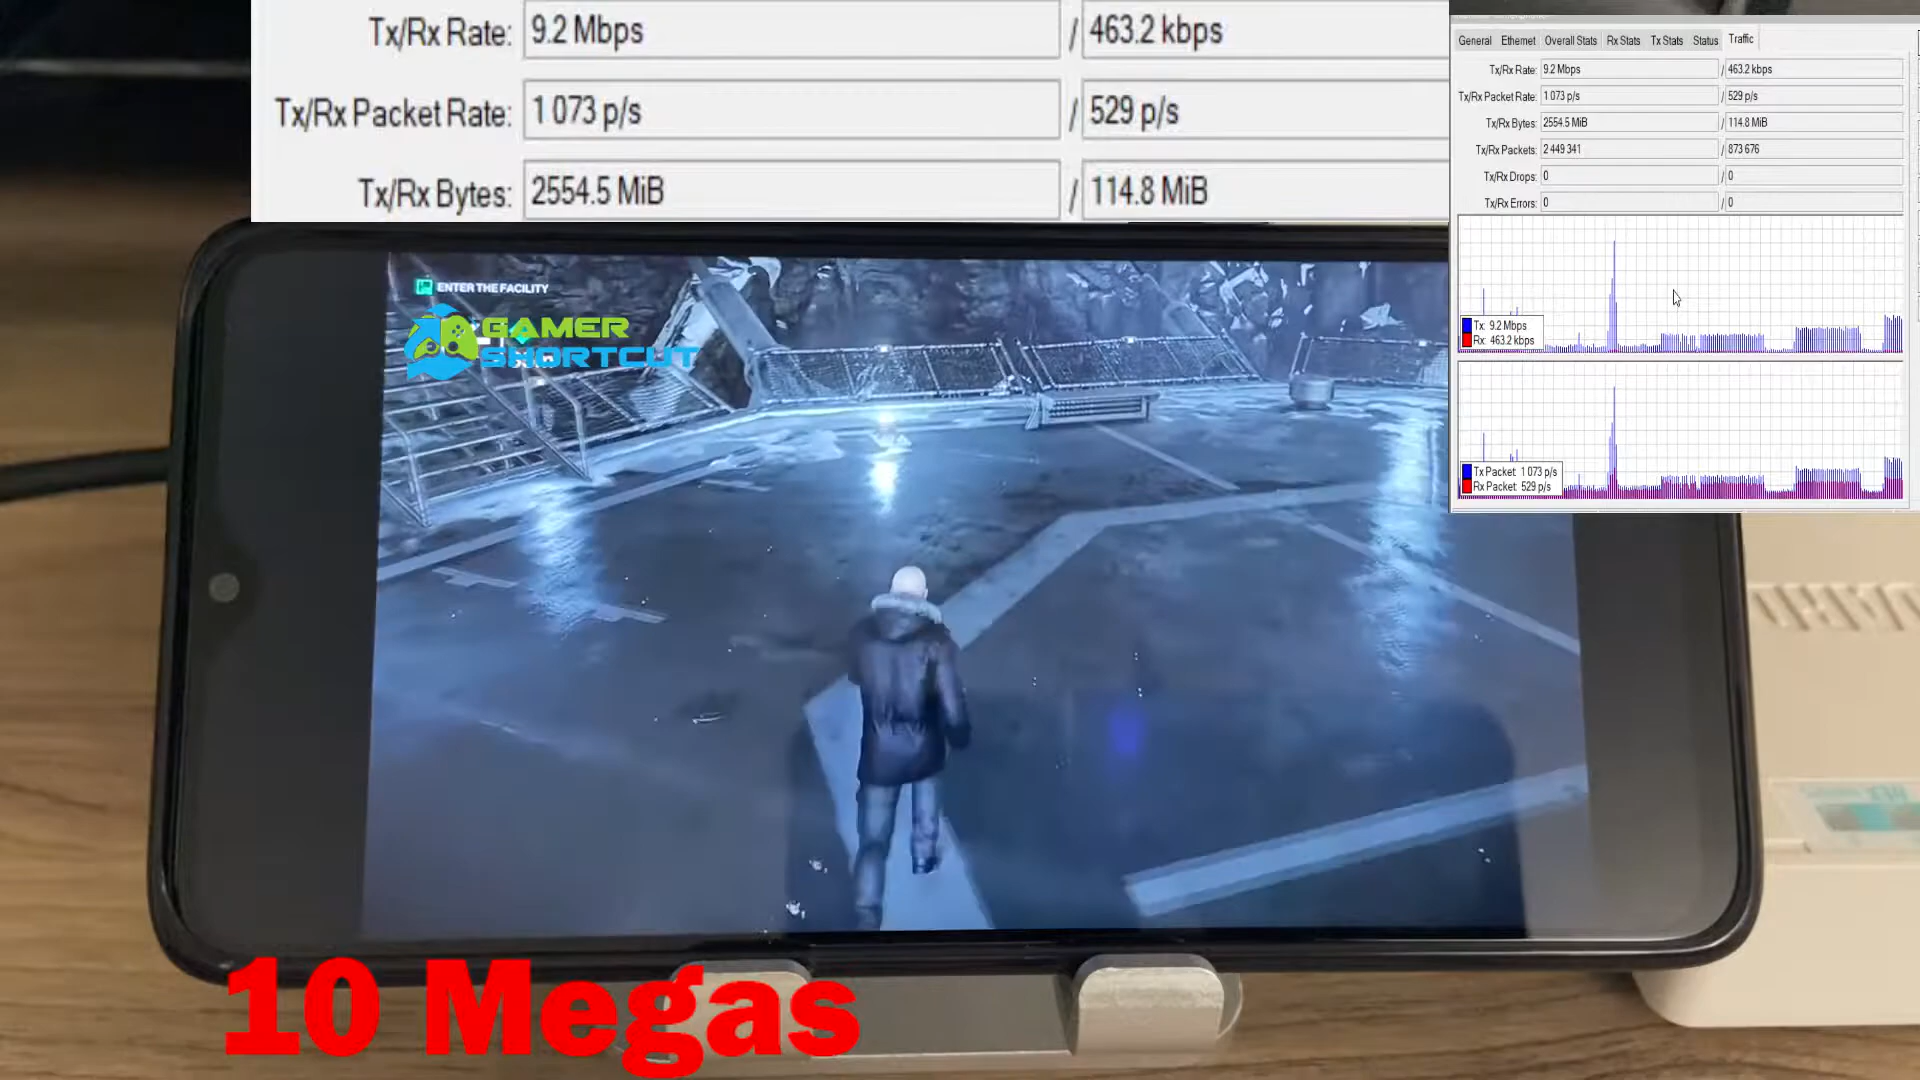 Tx/Rx Rate: 9.2 Mbps / 463.2 kbps
Tx/Rx Packet Rate: 1 073 p/s / 529 p/s
Tx/Rx Bytes: 2554.5 MiB / 114.8 MiB
General Ethernet Overall Stats Rx Stats Tx Stats Status Traffic
Tx/Rx Rate: 9.2 Mbps / 463.2 kbps
Tx/Rx Packet Rate: 1 073 p/s / 529 p/s
Tx/Rx Bytes: 2554.5 MiB / 114.8 MiB
Tx/Rx Packets: 2 449 341 / 873 676
Tx/Rx Drops: 0 / 0
Tx/Rx Errors: 0 / 0
Tx: 9.2 Mbps
Rx: 463.2 kbps
Tx Packet: 1 073 p/s
Rx Packet: 529 p/s
ENTER THE FACILITY
GAMER
SHORTCUT
10 Megas